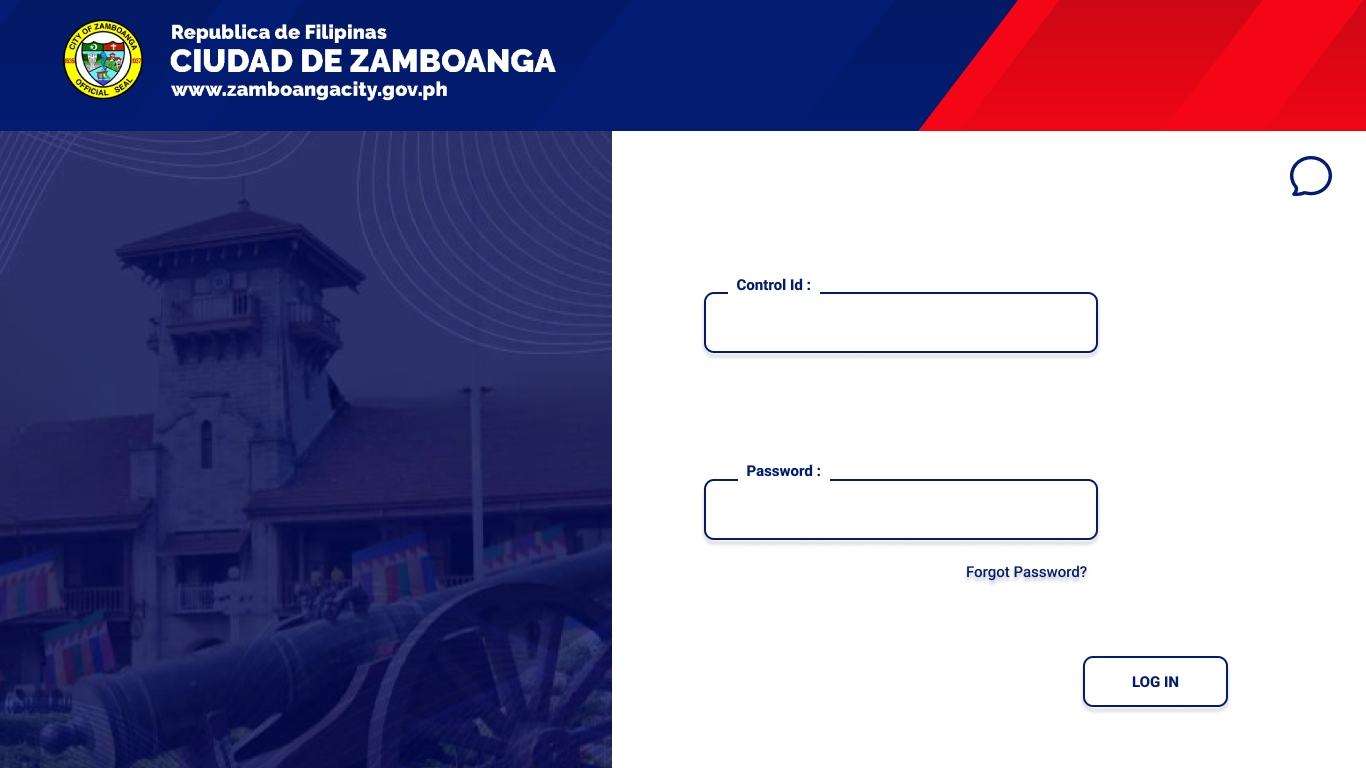 CITY OF ZAMBOANGA
OFFICIAL SEAL
Republica de Filipinas
CIUDAD DE ZAMBOANGA
www.zamboangacity.gov.ph
Control Id :
Password :
Forgot Password?
LOG IN